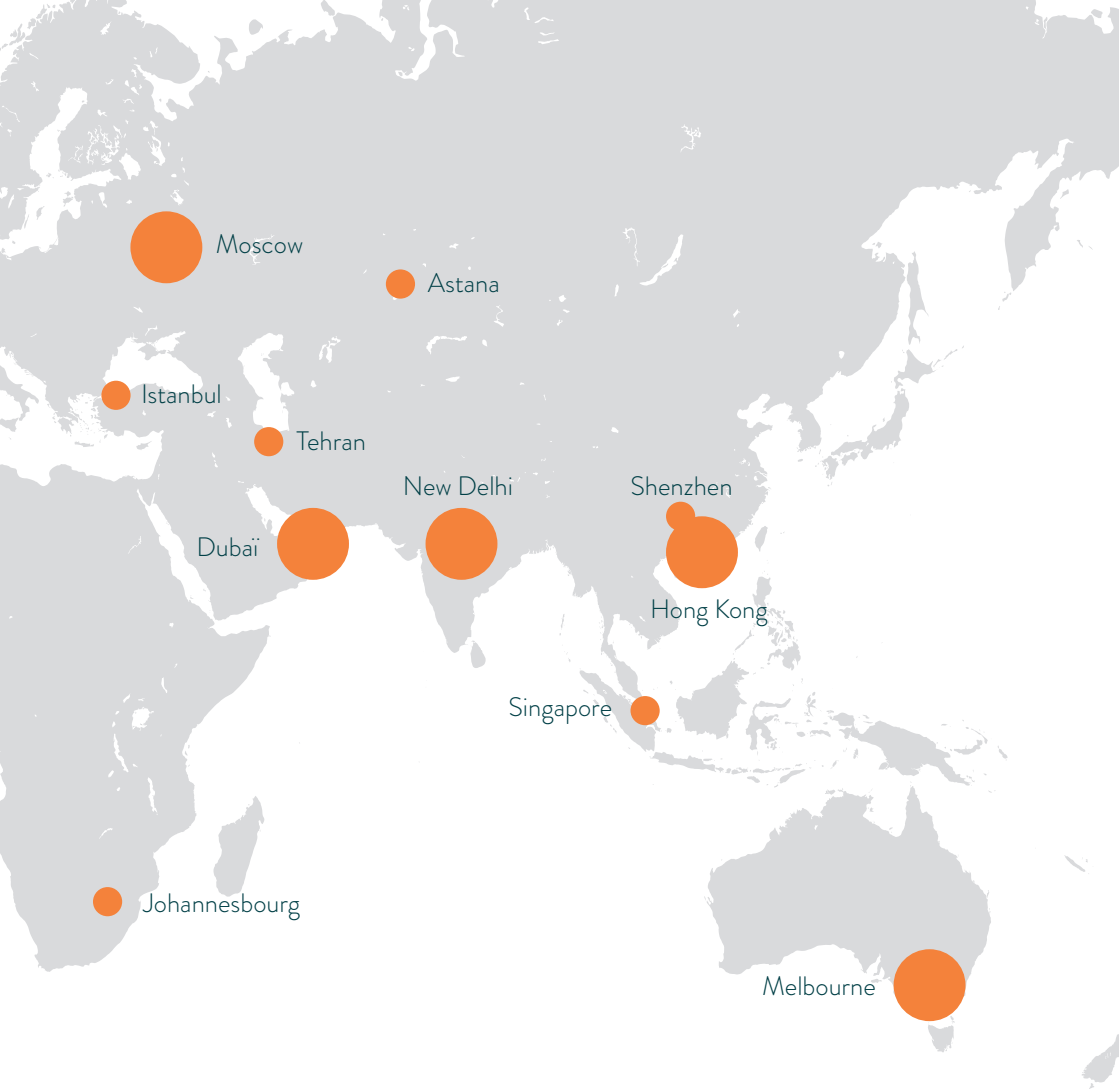 Moscow
Astana
Istanbul
Tehran
New Delhi
Shenzhen
Dubaï
Hong Kong
Singapore
Johannesbourg
Melbourne